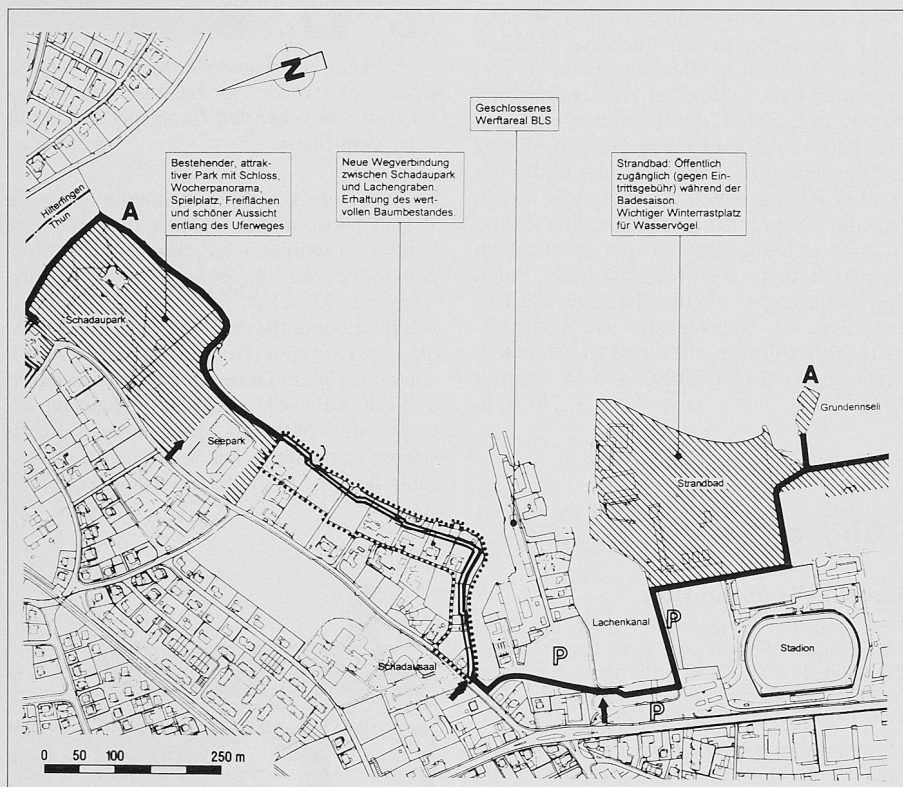 N
Geschlossenes
Werftareal BLS
Bestehender, attrak-
tiver Park mit Schloss,
Wocherpanorama,
Spielplatz, Freiflächen
und schöner Aussicht
entlang des Uferweges
Neue Wegverbindung
zwischen Schadaupark
und Lachengraben.
Erhaltung des wert-
vollen Baumbestandes.
Strandbad: Öffentlich
zugänglich (gegen Ein-
trittsgebühr) während der
Badesaison.
Wichtiger Winterrastplatz
für Wasservögel.
Hilterfingen
Thun
A
Schadaupark
A
Grunderinseli
Seepark
Strandbad
Lachenkanal
P
Stadion
P
Schadausaal
P
0 50 100 250 m